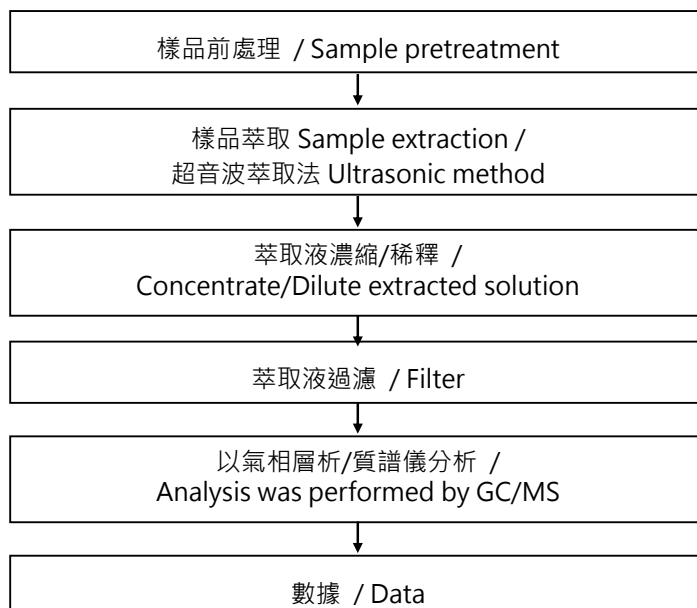 樣品前處理 / Sample pretreatment
樣品萃取 Sample extraction /
超音波萃取法 Ultrasonic method
萃取液濃縮/稀釋 /
Concentrate/Dilute extracted solution
萃取液過濾 / Filter
以氣相層析/質譜儀分析 /
Analysis was performed by GC/MS
數據 / Data